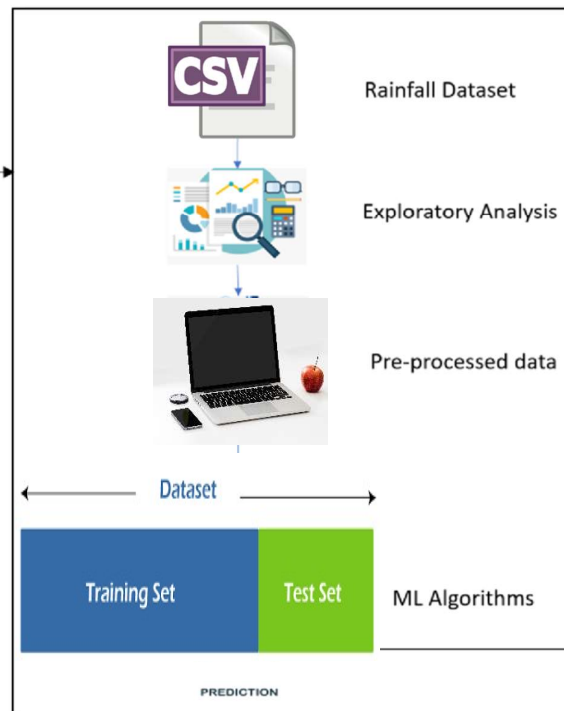 CSV
Rainfall Dataset
Exploratory Analysis
Pre-processed data
Dataset
Training Set
Test Set
ML Algorithms
PREDICTION